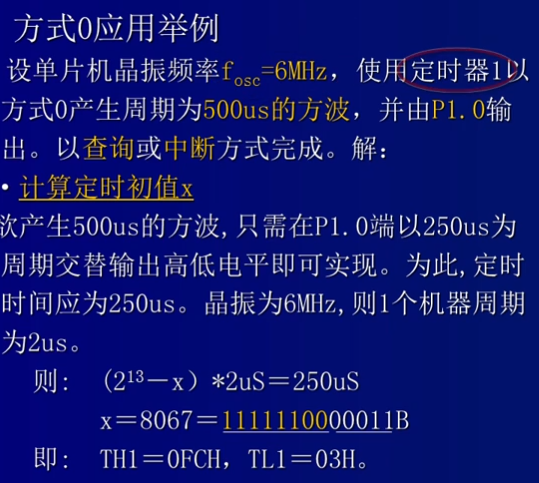 方式0应用举例
设单片机晶振频率fosc=6MHz，使用定时器1以
方式0产生周期为500us的方波，并由P1.0输
出。以查询或中断方式完成。解：
·计算定时初值x
欲产生500us的方波,只需在P1.0端以250us为
周期交替输出高低电平即可实现。为此,定时
时间应为250us。晶振为6MHz,则1个机器周期
为2us。
则： （2¹³－x）*2uS＝250uS
x＝8067＝1111110000011B
即： TH1＝0FCH，TL1＝03H。